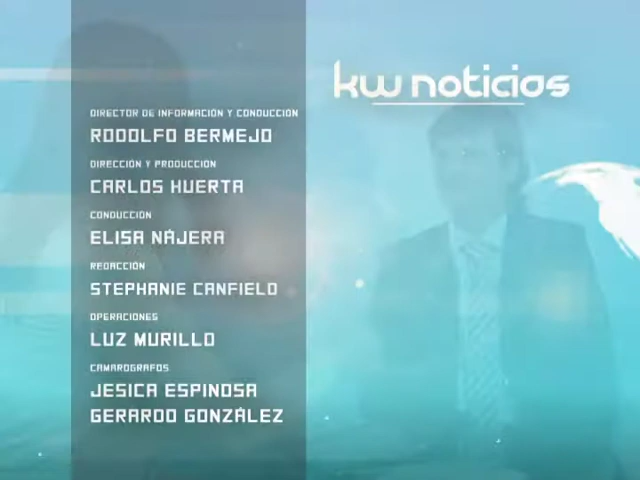 kw noticias
DIRECTOR DE INFORMACIÓN Y CONDUCCIÓN
RODOLFO BERMEJO
DIRECCIÓN Y PRODUCCIÓN
CARLOS HUERTA
CONDUCCIÓN
ELISA NÁJERA
REDACCIÓN
STEPHANIE CANFIELD
OPERACIONES
LUZ MURILLO
CAMARÓGRAFOS
JESICA ESPINOSA
GERARDO GONZÁLEZ